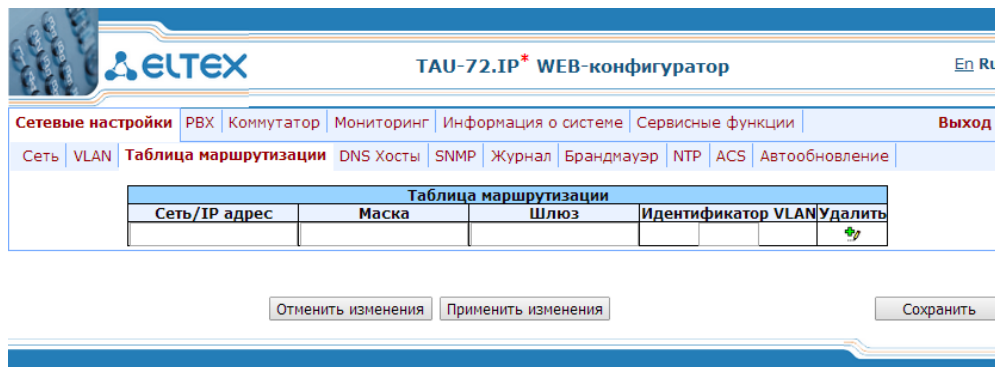 ELTEX TAU-72.IP* WEB-конфигуратор En Ru
Сетевые настройки PBX Коммутатор Мониторинг Информация о системе Сервисные функции Выход
Сеть VLAN Таблица маршрутизации DNS Хосты SNMP Журнал Брандмауэр NTP ACS Автообновление
Таблица маршрутизации
Сеть/IP адрес Маска Шлюз Идентификатор VLAN Удалить
Отменить изменения Применить изменения Сохранить